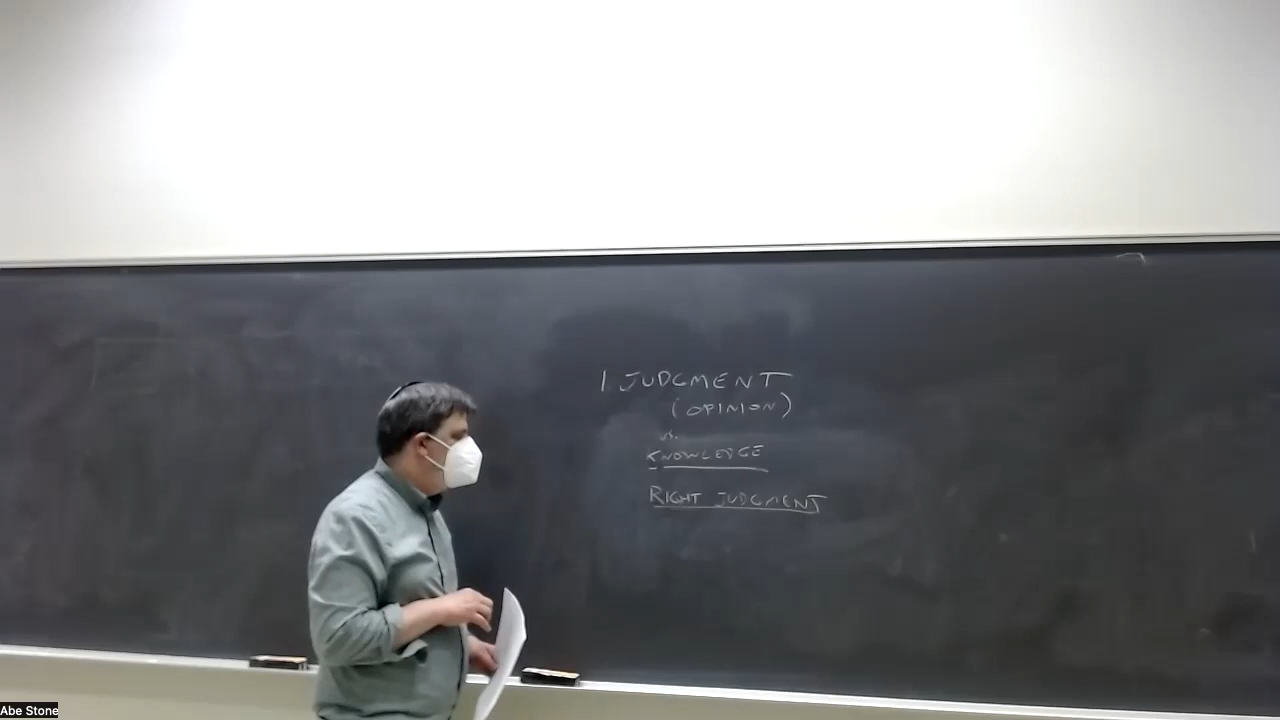 1 JUDGMENT
(OPINION)
vs.
KNOWLEDGE
RIGHT JUDGMENT
Abe Stone